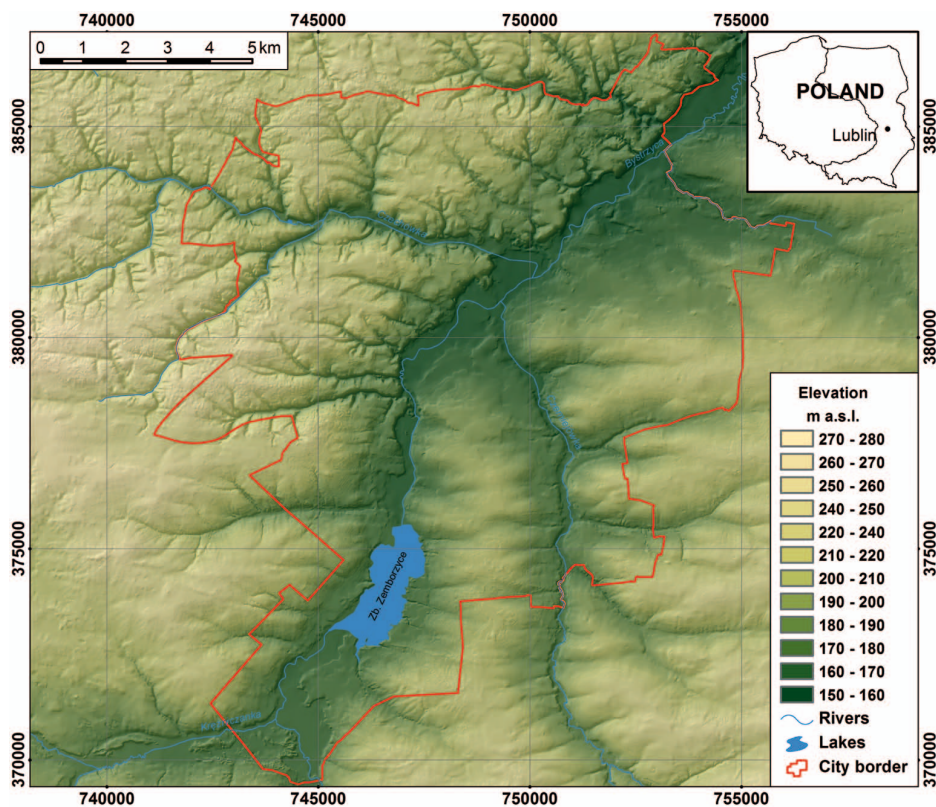 740000 745000 750000 755000
0 1 2 3 4 5 km
POLAND
Lublin
385000 385000
Bystrzyca
380000 380000
Elevation
m a.s.l.
270 - 280
260 - 270
250 - 260
240 - 250
220 - 240
210 - 220
200 - 210
190 - 200
180 - 190
170 - 180
160 - 170
150 - 160
Rivers
Lakes
City border
375000 375000
Zb. Zemborzyce
370000 370000
740000 745000 750000 755000